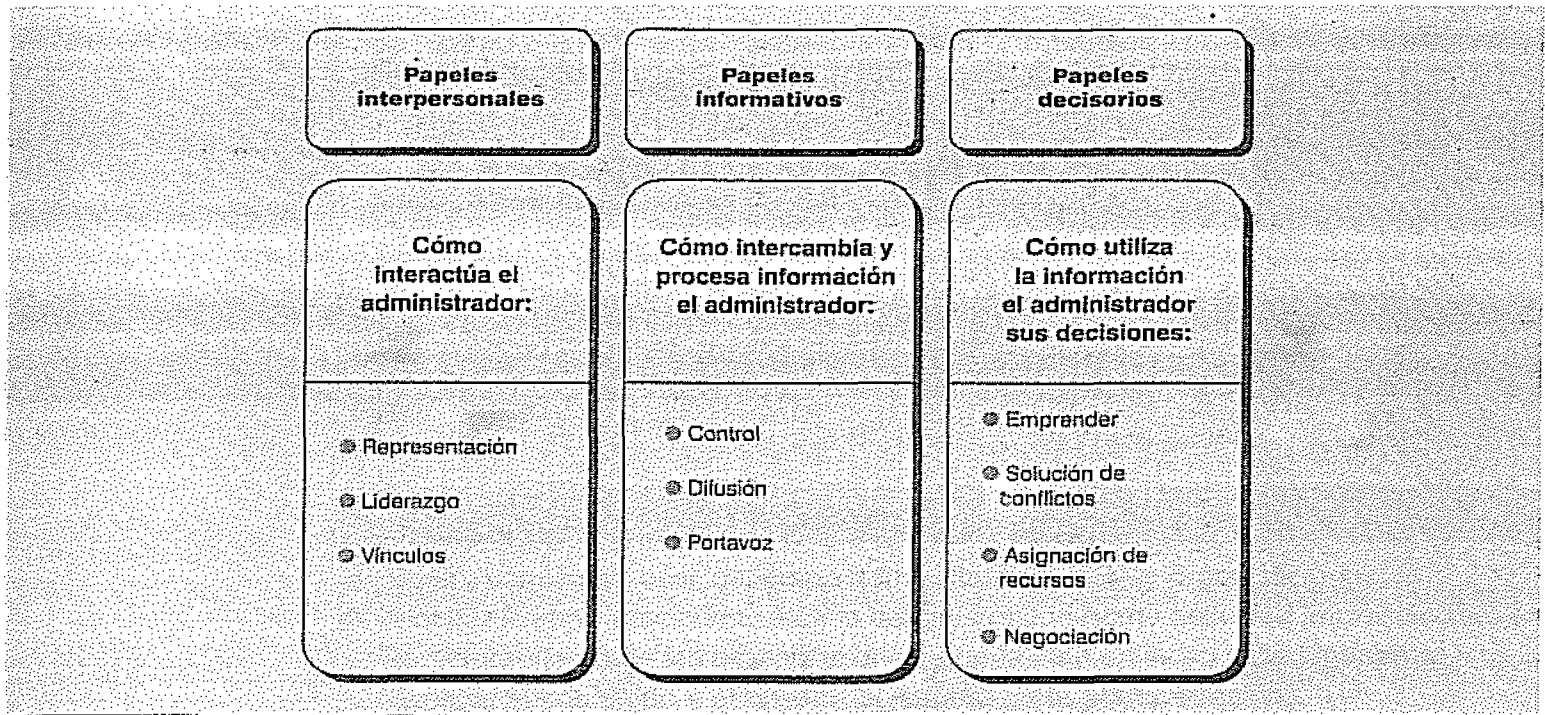 Papeles
interpersonales
Papeles
informativos
Papeles
decisorios
Cómo
interactúa el
administrador:
Representación
Liderazgo
Vínculos
Cómo intercambia y
procesa información
el administrador:
Control
Difusión
Portavoz
Cómo utiliza
la información
el administrador
sus decisiones:
Emprender
Solución de
conflictos
Asignación de
recursos
Negociación